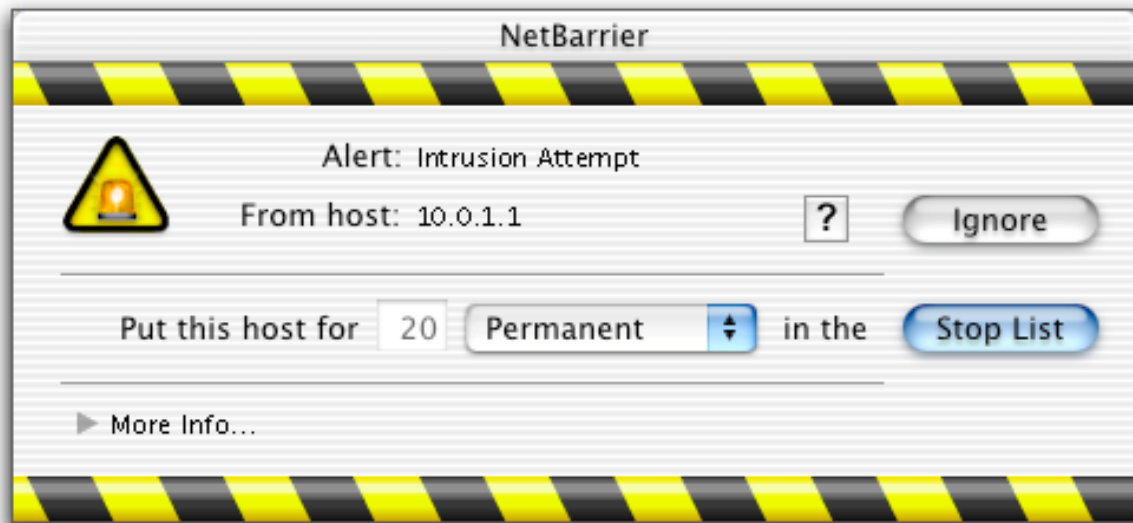 NetBarrier
Alert: Intrusion Attempt
From host: 10.0.1.1 ? Ignore
Put this host for 20 Permanent in the Stop List
More Info...